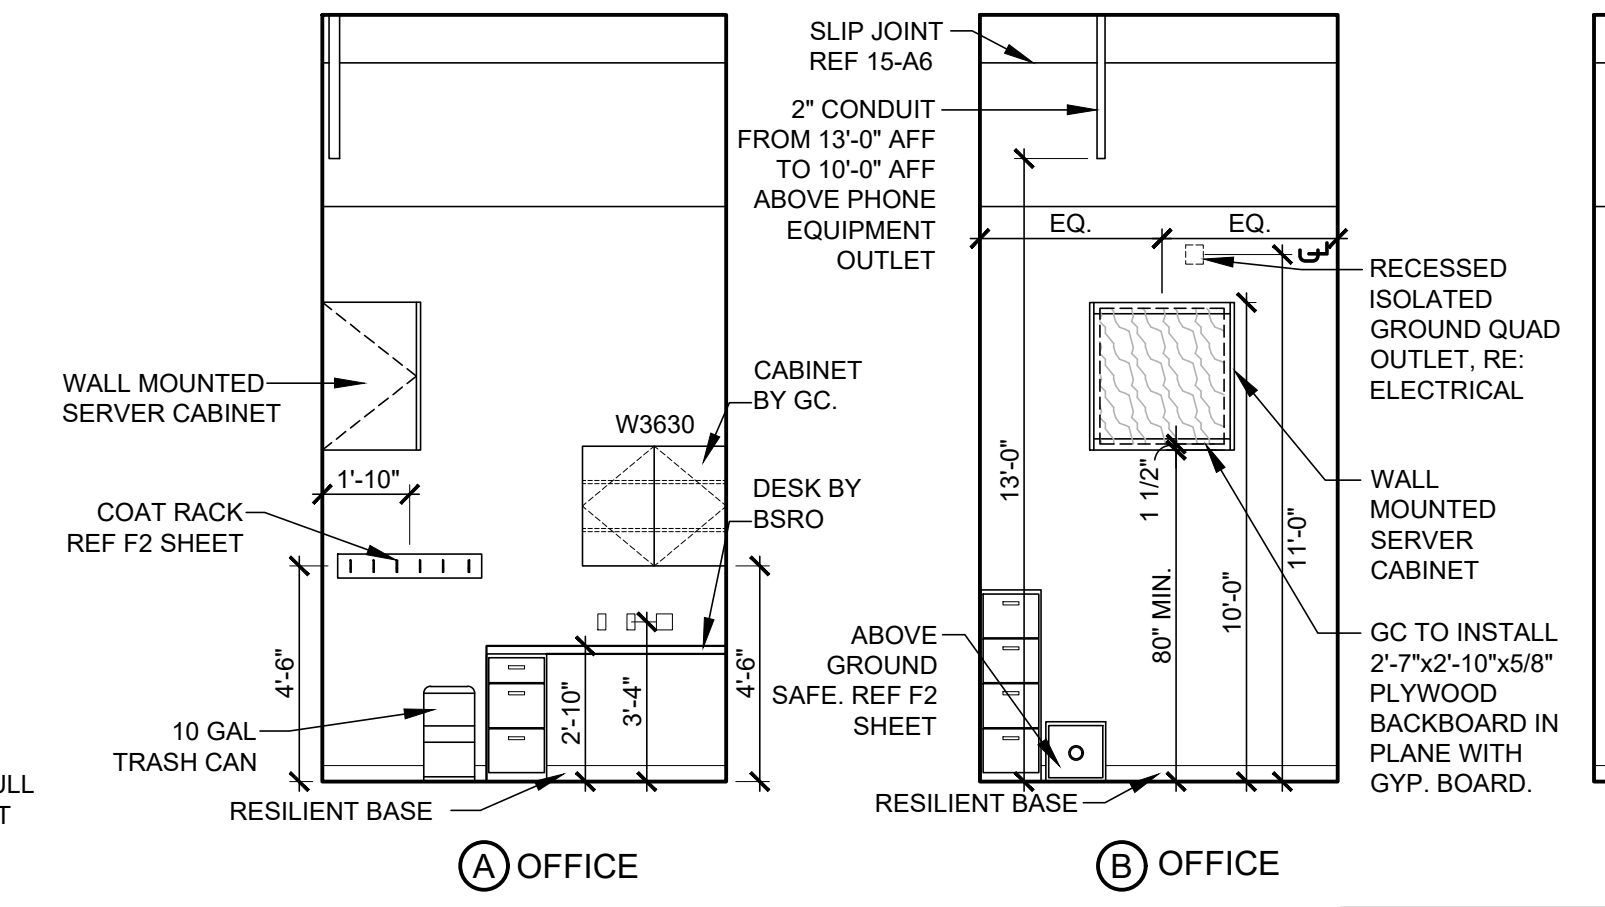 SLIP JOINT
REF 15-A6
2" CONDUIT
FROM 13'-0" AFF
TO 10'-0" AFF
ABOVE PHONE
EQUIPMENT
OUTLET
WALL MOUNTED
SERVER CABINET
1'-10"
COAT RACK
REF F2 SHEET
W3630
CABINET
BY GC.
DESK BY
BSRO
4'-6"
2'-10"
3'-4"
4'-6"
10 GAL
TRASH CAN
RESILIENT BASE
A OFFICE
EQ.
EQ.
13'-0"
1 1/2"
80" MIN.
10'-0"
11'-0"
RECESSED
ISOLATED
GROUND QUAD
OUTLET, RE:
ELECTRICAL
WALL
MOUNTED
SERVER
CABINET
GC TO INSTALL
2'-7"x2'-10"x5/8"
PLYWOOD
BACKBOARD IN
PLANE WITH
GYP. BOARD.
ABOVE
GROUND
SAFE. REF F2
SHEET
RESILIENT BASE
B OFFICE